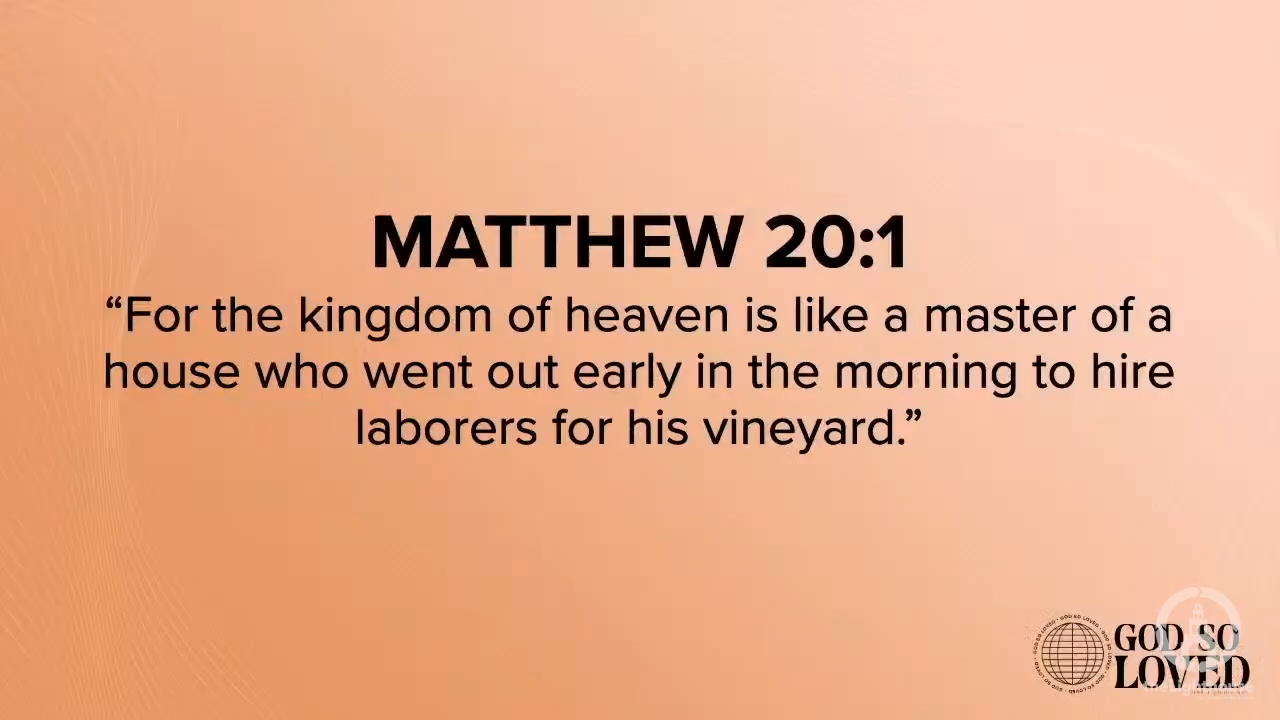 MATTHEW 20:1
“For the kingdom of heaven is like a master of a
house who went out early in the morning to hire
laborers for his vineyard.”
GOD SO
LOVED